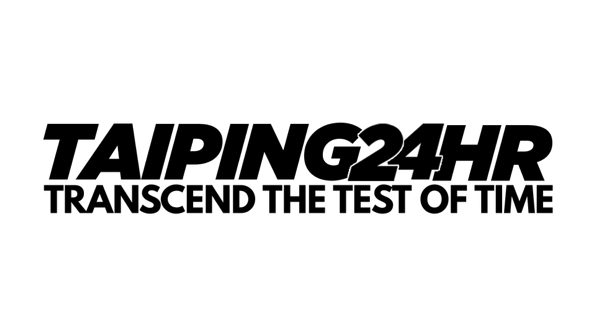 TAIPING24HR
TRANSCEND THE TEST OF TIME